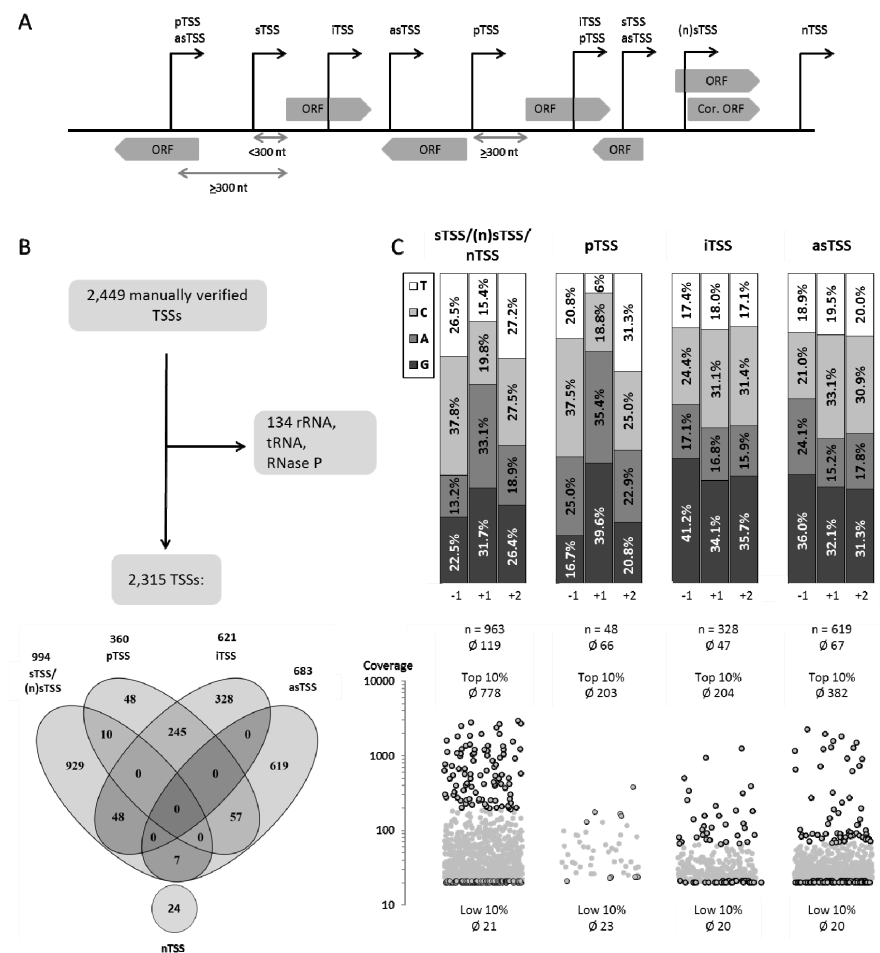 A
pTSS
asTSS
sTSS
iTSS
asTSS
pTSS
iTSS
pTSS
sTSS
asTSS
(n)sTSS
nTSS
ORF
ORF
ORF
Cor. ORF
ORF
<300 nt
ORF
≥300 nt
ORF
≥300 nt
B
2,449 manually verified
TSSs
134 rRNA,
tRNA,
RNase P
2,315 TSSs:
994
sTSS/
(n)sTSS
360
pTSS
621
iTSS
683
asTSS
48
328
10
245
0
929
0
0
619
48
0
57
0
0
7
24
nTSS
C
sTSS/(n)sTSS/
nTSS
pTSS
iTSS
asTSS
T
C
A
G
26.5%
15.4%
27.2%
37.8%
19.8%
27.5%
13.2%
33.1%
18.9%
22.5%
31.7%
26.4%
20.8%
6%
31.3%
37.5%
18.8%
25.0%
25.0%
35.4%
22.9%
16.7%
39.6%
20.8%
17.4%
18.0%
17.1%
24.4%
31.1%
31.4%
17.1%
16.8%
15.9%
41.2%
34.1%
35.7%
18.9%
19.5%
20.0%
21.0%
33.1%
30.9%
24.1%
15.2%
17.8%
36.0%
32.1%
31.3%
-1 +1 +2
-1 +1 +2
-1 +1 +2
-1 +1 +2
n = 963
Ø 119
n = 48
Ø 66
n = 328
Ø 47
n = 619
Ø 67
Coverage
Top 10%
Ø 778
Top 10%
Ø 203
Top 10%
Ø 204
Top 10%
Ø 382
10000
1000
100
10
Low 10%
Ø 21
Low 10%
Ø 23
Low 10%
Ø 20
Low 10%
Ø 20